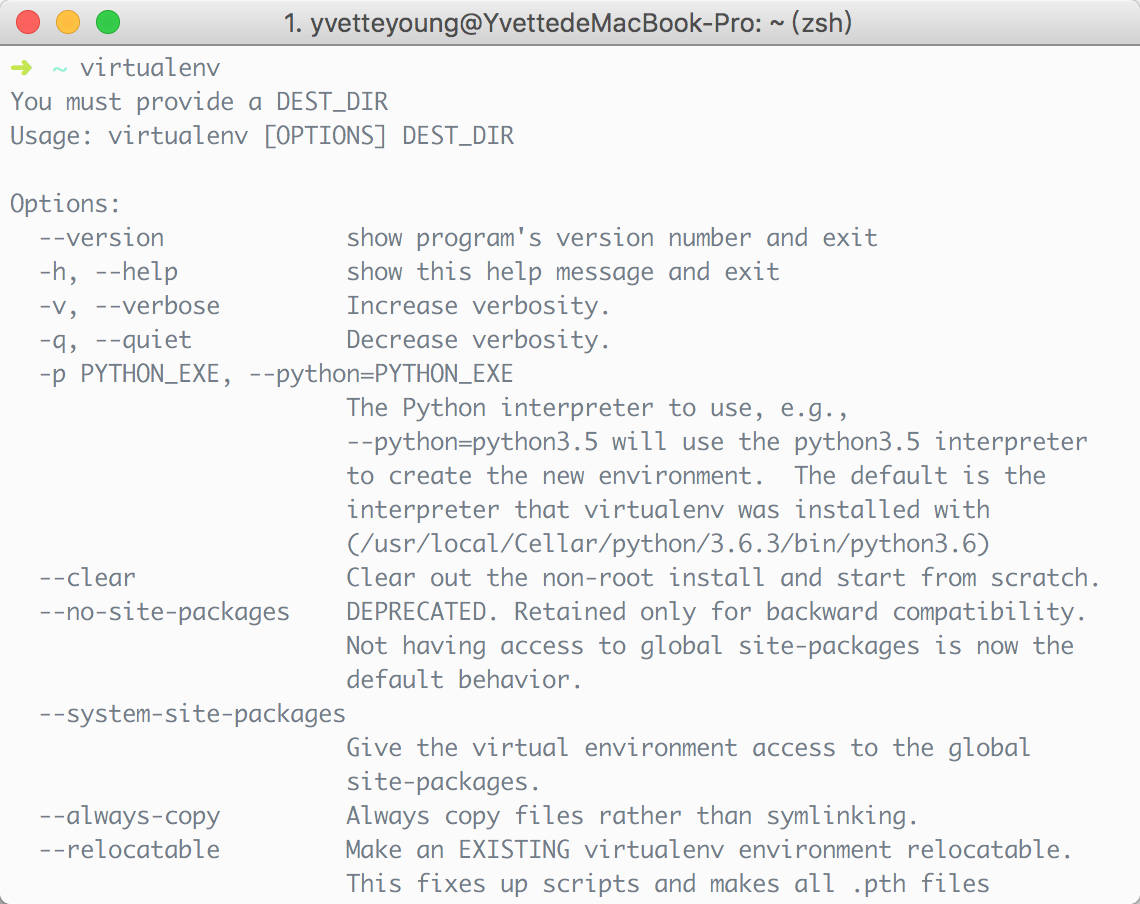 1. yvetteyoung@YvettedeMacBook-Pro: ~ (zsh)
➜ ~ virtualenv
You must provide a DEST_DIR
Usage: virtualenv [OPTIONS] DEST_DIR

Options:
  --version             show program's version number and exit
  -h, --help            show this help message and exit
  -v, --verbose         Increase verbosity.
  -q, --quiet           Decrease verbosity.
  -p PYTHON_EXE, --python=PYTHON_EXE
                        The Python interpreter to use, e.g.,
                        --python=python3.5 will use the python3.5 interpreter
                        to create the new environment.  The default is the
                        interpreter that virtualenv was installed with
                        (/usr/local/Cellar/python/3.6.3/bin/python3.6)
  --clear               Clear out the non-root install and start from scratch.
  --no-site-packages    DEPRECATED. Retained only for backward compatibility.
                        Not having access to global site-packages is now the
                        default behavior.
  --system-site-packages
                        Give the virtual environment access to the global
                        site-packages.
  --always-copy         Always copy files rather than symlinking.
  --relocatable         Make an EXISTING virtualenv environment relocatable.
                        This fixes up scripts and makes all .pth files